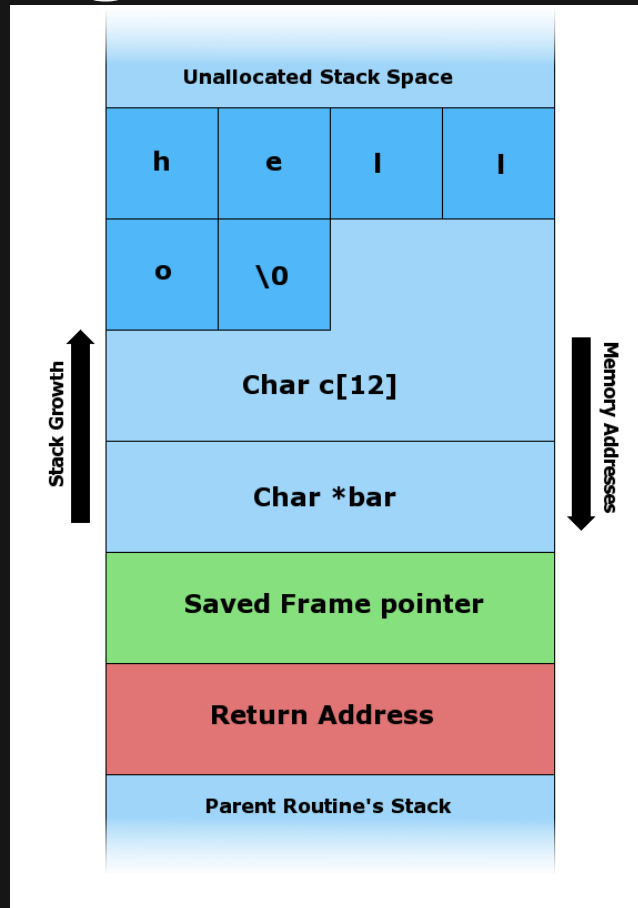 Unallocated Stack Space
h e l l
o \0
Char c[12]
Stack Growth
Memory Addresses
Char *bar
Saved Frame pointer
Return Address
Parent Routine's Stack